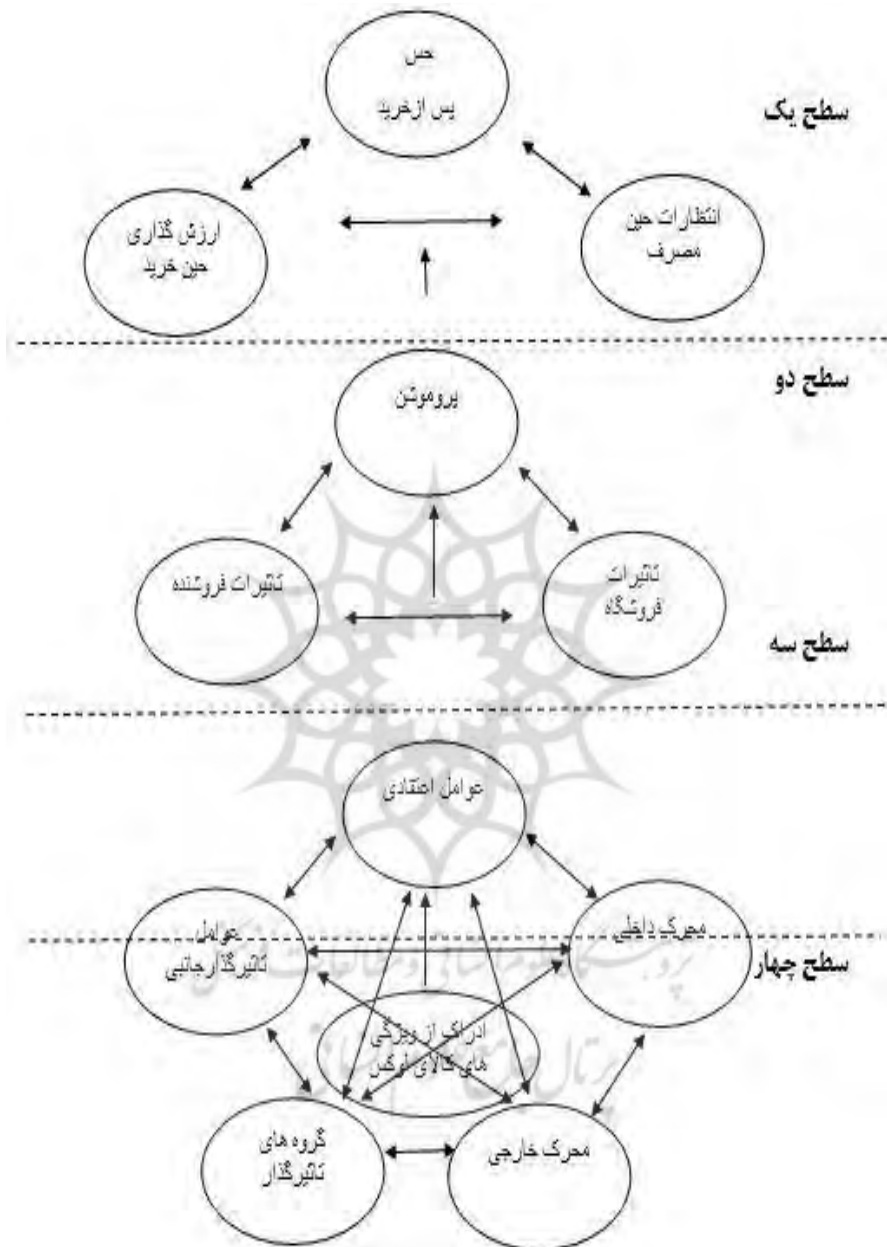 حس
پس از خرید
سطح یک
انتظارات حین
مصرف
ارزش گذاری
حین خرید
سطح دو
پروموشن
تاثیرات
فروشگاه
تاثیرات فروشنده
سطح سه
عوامل اعتقادی
محرک داخلی
عوامل
تاثیرگذار جانبی
سطح چهار
ادراک از ویژگی
های کالای لوکس
محرک خارجی
گروه های
تاثیرگذار